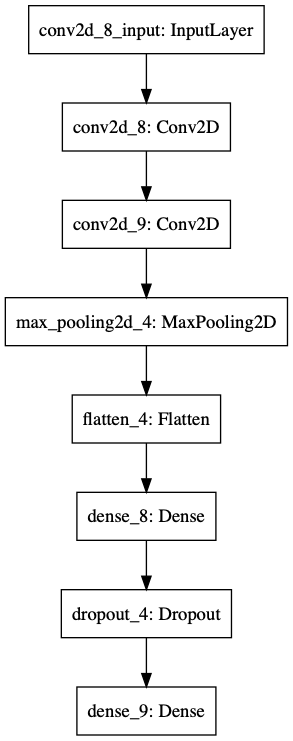 conv2d_8_input: InputLayer
conv2d_8: Conv2D
conv2d_9: Conv2D
max_pooling2d_4: MaxPooling2D
flatten_4: Flatten
dense_8: Dense
dropout_4: Dropout
dense_9: Dense